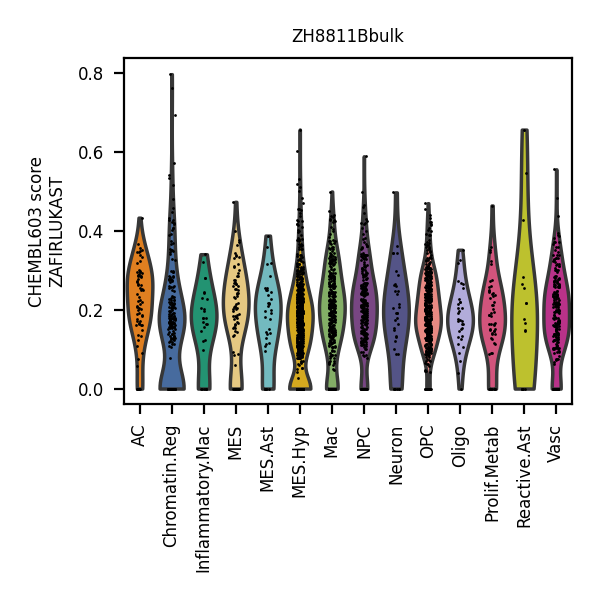 ZH8811Bbulk
CHEMBL603 score
ZAFIRLUKAST
0.8
0.6
0.4
0.2
0.0
AC
Chromatin.Reg
Inflammatory.Mac
MES
MES.Ast
MES.Hyp
Mac
NPC
Neuron
OPC
Oligo
Prolif.Metab
Reactive.Ast
Vasc